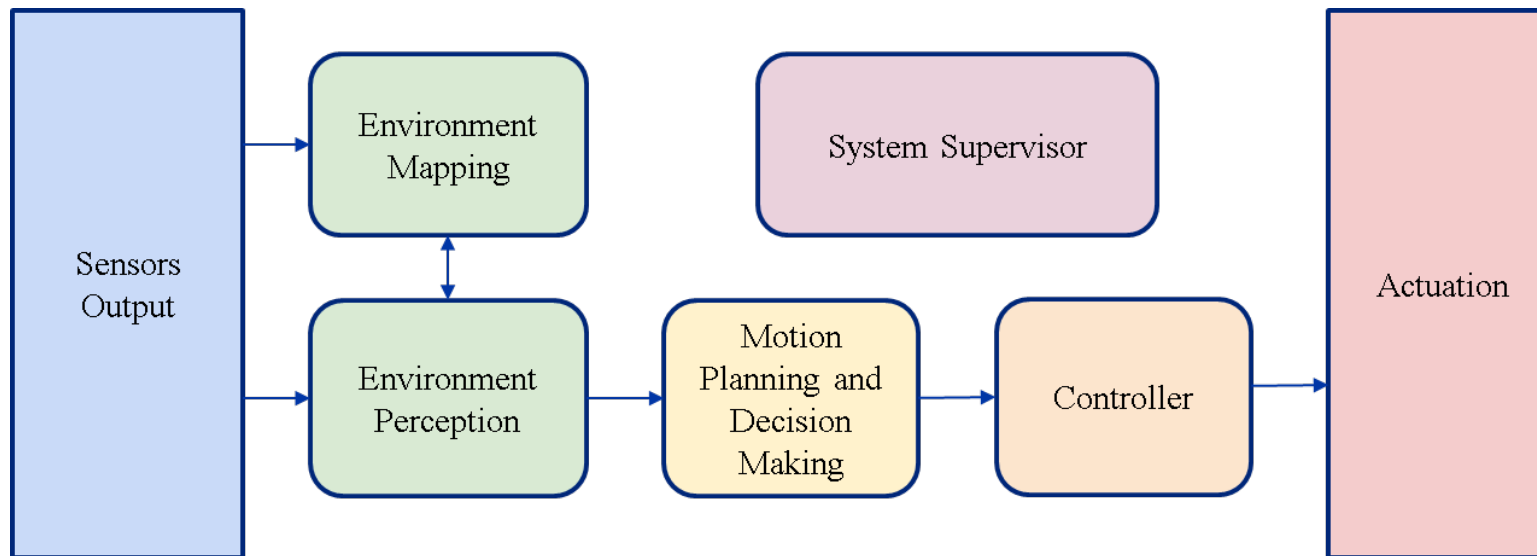 Sensors
Output
Environment
Mapping
System Supervisor
Environment
Perception
Motion
Planning and
Decision
Making
Controller
Actuation